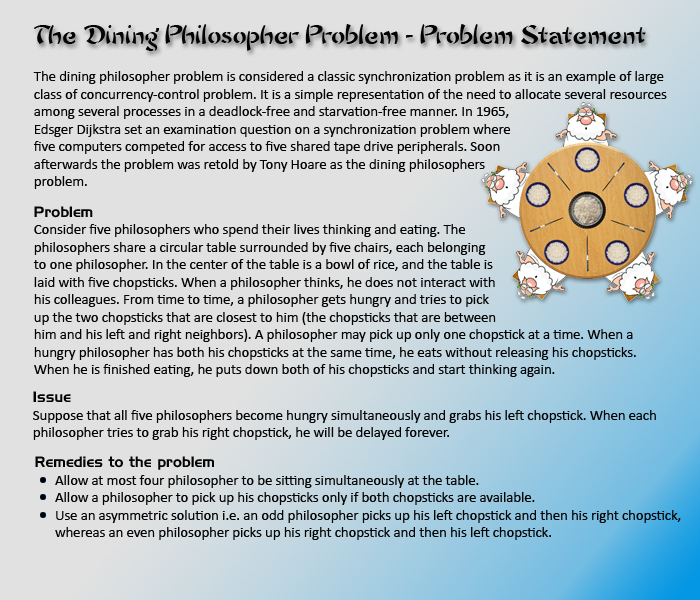 The Dining Philosopher Problem - Problem Statement
The dining philosopher problem is considered a classic synchronization problem as it is an example of large
class of concurrency-control problem. It is a simple representation of the need to allocate several resources
among several processes in a deadlock-free and starvation-free manner. In 1965,
Edsger Dijkstra set an examination question on a synchronization problem where
five computers competed for access to five shared tape drive peripherals. Soon
afterwards the problem was retold by Tony Hoare as the dining philosophers
problem.
Problem
Consider five philosophers who spend their lives thinking and eating. The
philosophers share a circular table surrounded by five chairs, each belonging
to one philosopher. In the center of the table is a bowl of rice, and the table is
laid with five chopsticks. When a philosopher thinks, he does not interact with
his colleagues. From time to time, a philosopher gets hungry and tries to pick
up the two chopsticks that are closest to him (the chopsticks that are between
him and his left and right neighbors). A philosopher may pick up only one chopstick at a time. When a
hungry philosopher has both his chopsticks at the same time, he eats without releasing his chopsticks.
When he is finished eating, he puts down both of his chopsticks and start thinking again.
Issue
Suppose that all five philosophers become hungry simultaneously and grabs his left chopstick. When each
philosopher tries to grab his right chopstick, he will be delayed forever.
Remedies to the problem
• Allow at most four philosopher to be sitting simultaneously at the table.
• Allow a philosopher to pick up his chopsticks only if both chopsticks are available.
• Use an asymmetric solution i.e. an odd philosopher picks up his left chopstick and then his right chopstick,
whereas an even philosopher picks up his right chopstick and then his left chopstick.